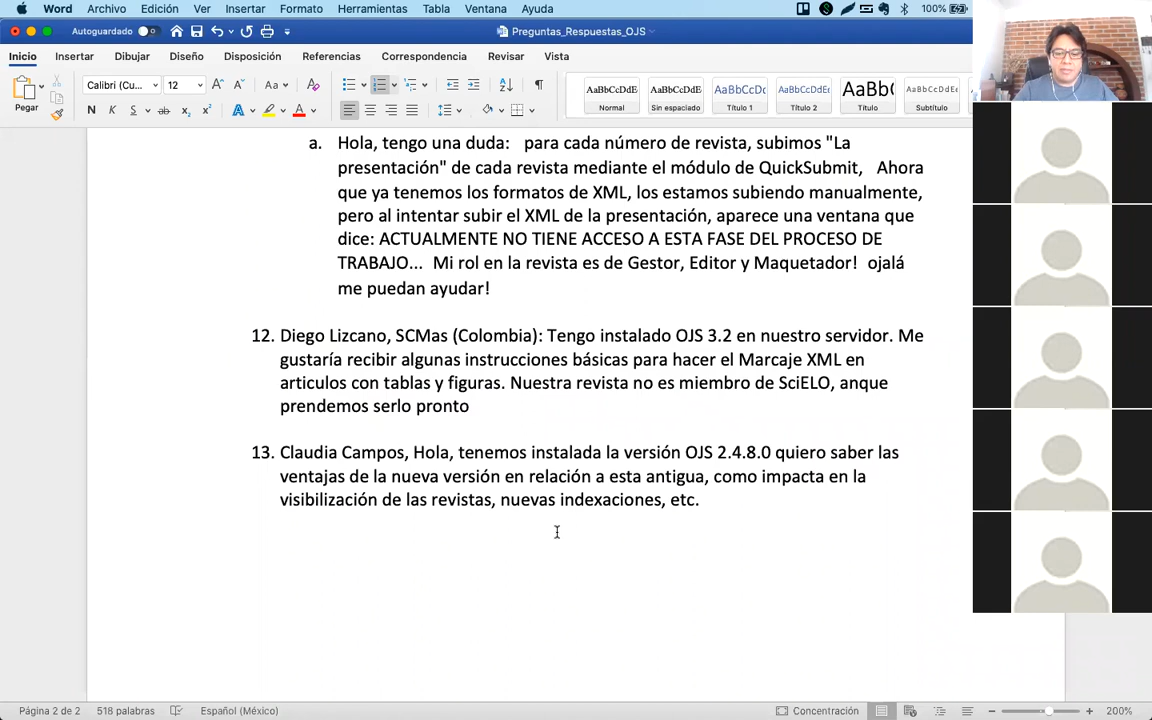 Word Archivo Edición Ver Insertar Formato Herramientas Tabla Ventana Ayuda 100%
Autoguardado Preguntas_Respuestas_OJS
Inicio Insertar Dibujar Disposición Referencias Correspondencia Revisar Vista
Pegar
Calibri (Cu... 12 A A Aa
N K S ab x₂ x² A A
AaBbCcDdE AaBbCcDdE AaBbCcDc AaBbCcDdEe AaBbC AaBbCcDdEe
Normal Sin espaciado Título 1 Título 2 Título Subtítulo
a. Hola, tengo una duda: para cada número de revista, subimos "La
presentación" de cada revista mediante el módulo de QuickSubmit, Ahora
que ya tenemos los formatos de XML, los estamos subiendo manualmente,
pero al intentar subir el XML de la presentación, aparece una ventana que
dice: ACTUALMENTE NO TIENE ACCESO A ESTA FASE DEL PROCESO DE
TRABAJO... Mi rol en la revista es de Gestor, Editor y Maquetador! ojalá
me puedan ayudar!
12. Diego Lizcano, SCMas (Colombia): Tengo instalado OJS 3.2 en nuestro servidor. Me
gustaría recibir algunas instrucciones básicas para hacer el Marcaje XML en
articulos con tablas y figuras. Nuestra revista no es miembro de SciELO, anque
prendemos serlo pronto
13. Claudia Campos, Hola, tenemos instalada la versión OJS 2.4.8.0 quiero saber las
ventajas de la nueva versión en relación a esta antigua, como impacta en la
visibilización de las revistas, nuevas indexaciones, etc.
Página 2 de 2 518 palabras Español (México) Concentración 200%